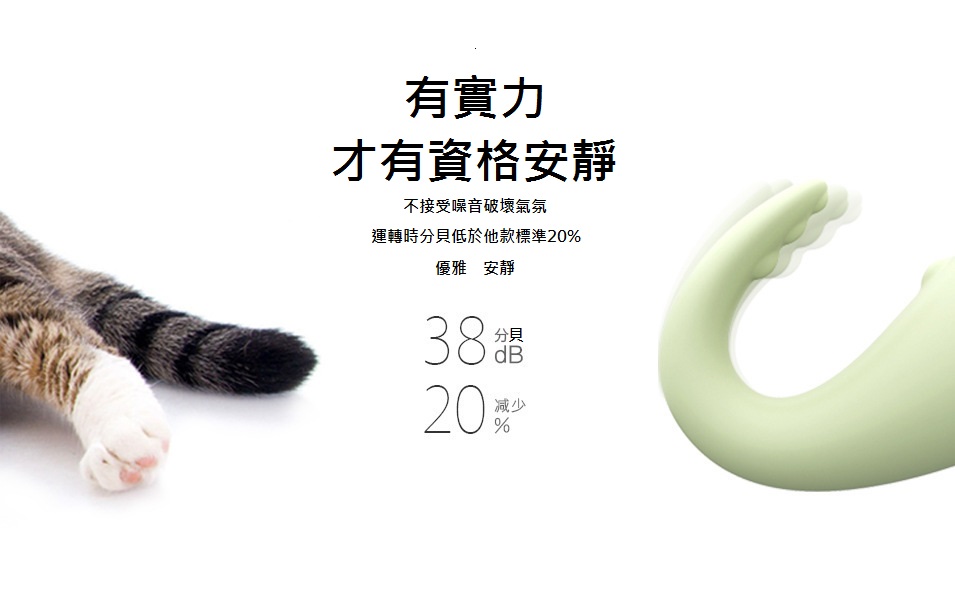 有實力
才有資格安靜
不接受噪音破壞氣氛
運轉時分貝低於他款標準20%
優雅　安靜
38 分貝 dB
20 减少 %